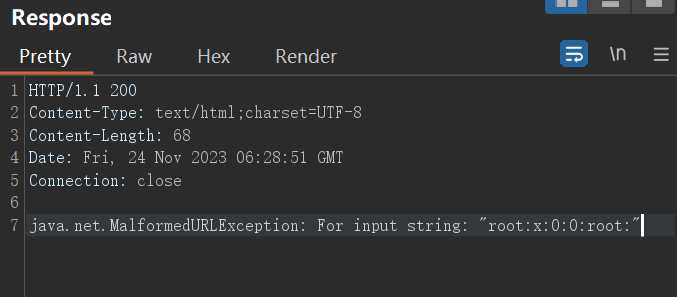 Response
Pretty Raw Hex Render \n
1 HTTP/1.1 200
2 Content-Type: text/html;charset=UTF-8
3 Content-Length: 68
4 Date: Fri, 24 Nov 2023 06:28:51 GMT
5 Connection: close
6
7 java.net.MalformedURLException: For input string: "root:x:0:0:root:"